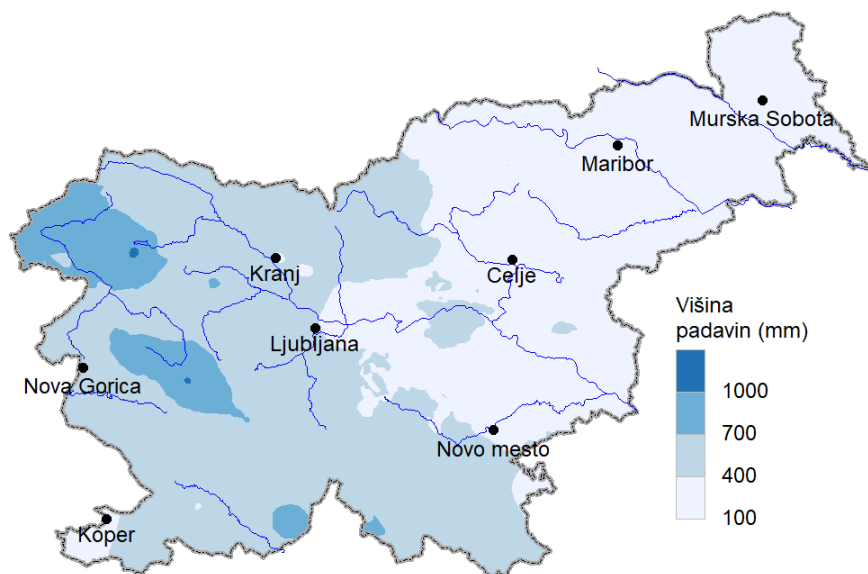 Murska Sobota
Maribor
Kranj
Celje
Ljubljana
Nova Gorica
Novo mesto
Koper
Višina
padavin (mm)
1000
700
400
100